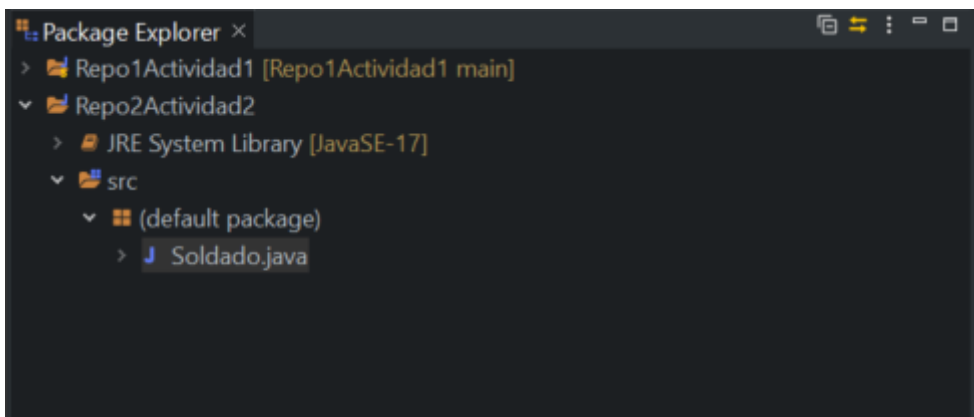 Package Explorer
Repo1Actividad1 [Repo1Actividad1 main]
Repo2Actividad2
JRE System Library [JavaSE-17]
src
(default package)
Soldado.java